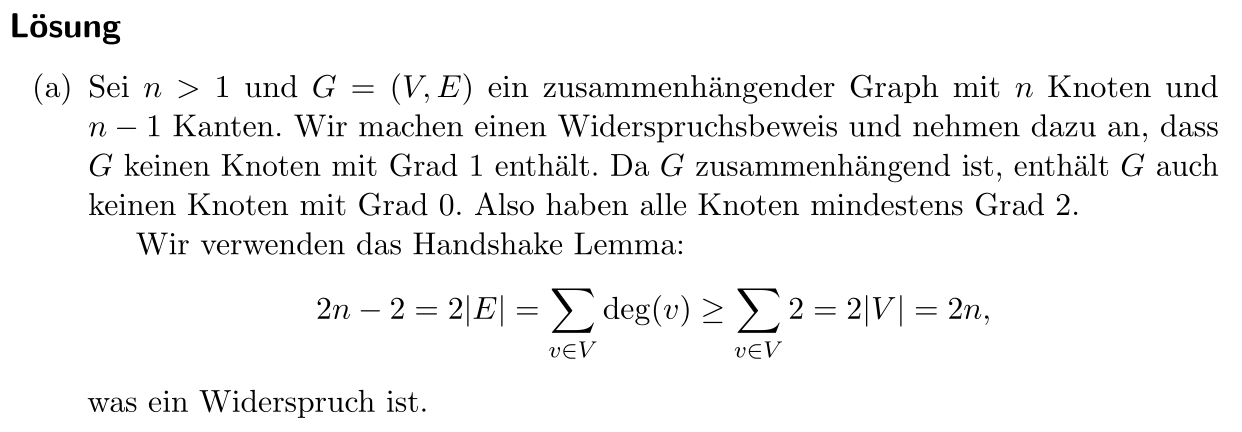 Lösung
(a) Sei n > 1 und G = (V, E) ein zusammenhängender Graph mit n Knoten und
n − 1 Kanten. Wir machen einen Widerspruchsbeweis und nehmen dazu an, dass
G keinen Knoten mit Grad 1 enthält. Da G zusammenhängend ist, enthält G auch
keinen Knoten mit Grad 0. Also haben alle Knoten mindestens Grad 2.
Wir verwenden das Handshake Lemma:
2n − 2 = 2|E| = ∑_{v∈V} deg(v) ≥ ∑_{v∈V} 2 = 2|V| = 2n,
was ein Widerspruch ist.